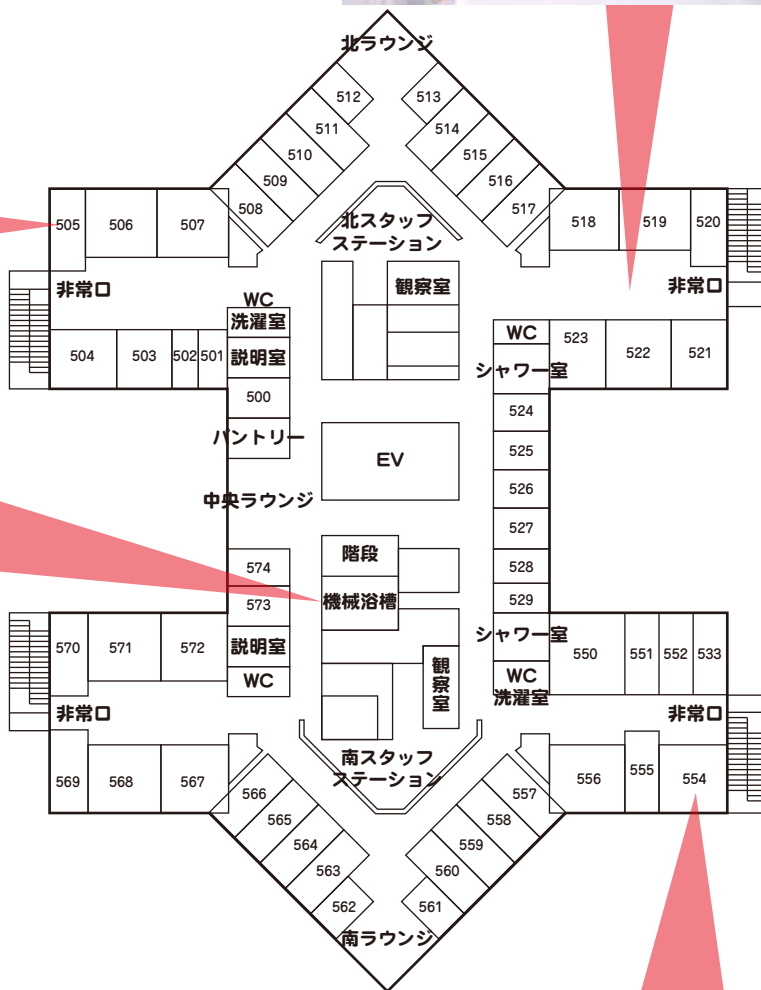 北ラウンジ
512
513
511
514
510
515
509
516
508
517
505
506
507
北スタッフ
ステーション
518
519
520
非常口
観察室
非常口
WC
洗濯室
WC
523
522
521
504
503
502
501
説明室
シャワー室
500
524
パントリー
525
EV
526
中央ラウンジ
527
階段
574
528
573
機械浴槽
529
570
571
572
説明室
シャワー室
550
551
552
533
WC
観察室
WC
洗濯室
非常口
非常口
南スタッフ
ステーション
569
568
567
556
555
554
566
557
565
558
564
559
563
560
562
561
南ラウンジ